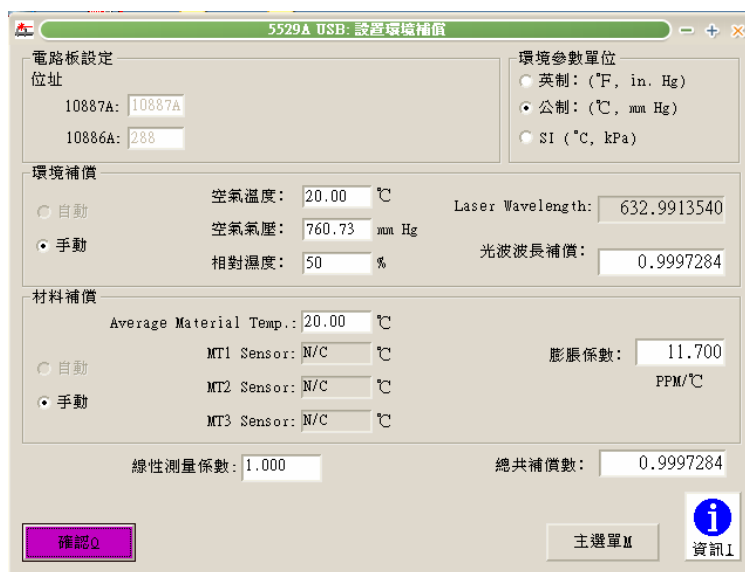 5529A USB: 設置環境補償
電路板設定
位址
10887A: 10887A
10886A: 288
環境參數單位
英制: (℉, in. Hg)
公制: (℃, mm Hg)
SI (°C, kPa)
環境補償
自動
手動
空氣溫度: 20.00 ℃
空氣氣壓: 760.73 mm Hg
相對濕度: 50 %
Laser Wavelength: 632.9913540
光波波長補償: 0.9997284
材料補償
自動
手動
Average Material Temp.: 20.00 ℃
MT1 Sensor: N/C ℃
MT2 Sensor: N/C ℃
MT3 Sensor: N/C ℃
膨脹係數: 11.700
PPM/℃
線性測量係數: 1.000
總共補償數: 0.9997284
確認O
主選單M
資訊I